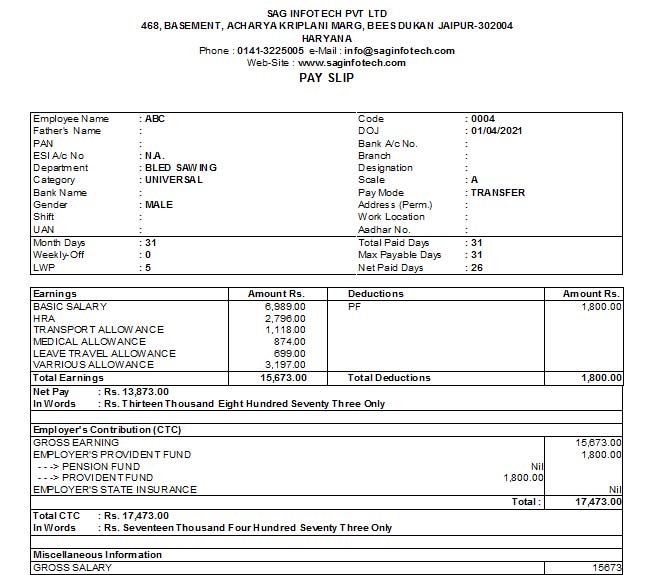 SAG INFOTECH PVT LTD
468, BASEMENT, ACHARYA KRIPLANI MARG, BEES DUKAN JAIPUR-302004
HARYANA
Phone : 0141-3225005 e-Mail : info@saginfotech.com
Web-Site : www.saginfotech.com
PAY SLIP
Employee Name : ABC Code : 0004
Father's Name : DOJ : 01/04/2021
PAN : Bank A/c No. :
ESI A/c No : N.A. Branch :
Department : BLED SAWING Designation :
Category : UNIVERSAL Scale : A
Bank Name : Pay Mode : TRANSFER
Gender : MALE Address (Perm.) :
Shift : Work Location :
UAN : Aadhar No. :
Month Days : 31 Total Paid Days : 31
Weekly-Off : 0 Max Payable Days : 31
LWP : 5 Net Paid Days : 26
Earnings Amount Rs. Deductions Amount Rs.
BASIC SALARY 6,989.00 PF 1,800.00
HRA 2,796.00
TRANSPORT ALLOWANCE 1,118.00
MEDICAL ALLOWANCE 874.00
LEAVE TRAVEL ALLOWANCE 699.00
VARRIOUS ALLOWANCE 3,197.00
Total Earnings 15,673.00 Total Deductions 1,800.00
Net Pay : Rs. 13,873.00
In Words : Rs. Thirteen Thousand Eight Hundred Seventy Three Only
Employer's Contribution (CTC)
GROSS EARNING 15,673.00
EMPLOYER'S PROVIDENT FUND 1,800.00
- - -> PENSION FUND Nil
- - -> PROVIDENT FUND 1,800.00
EMPLOYER'S STATE INSURANCE Nil
Total : 17,473.00
Total CTC : Rs. 17,473.00
In Words : Rs. Seventeen Thousand Four Hundred Seventy Three Only
Miscellaneous Information
GROSS SALARY 15673